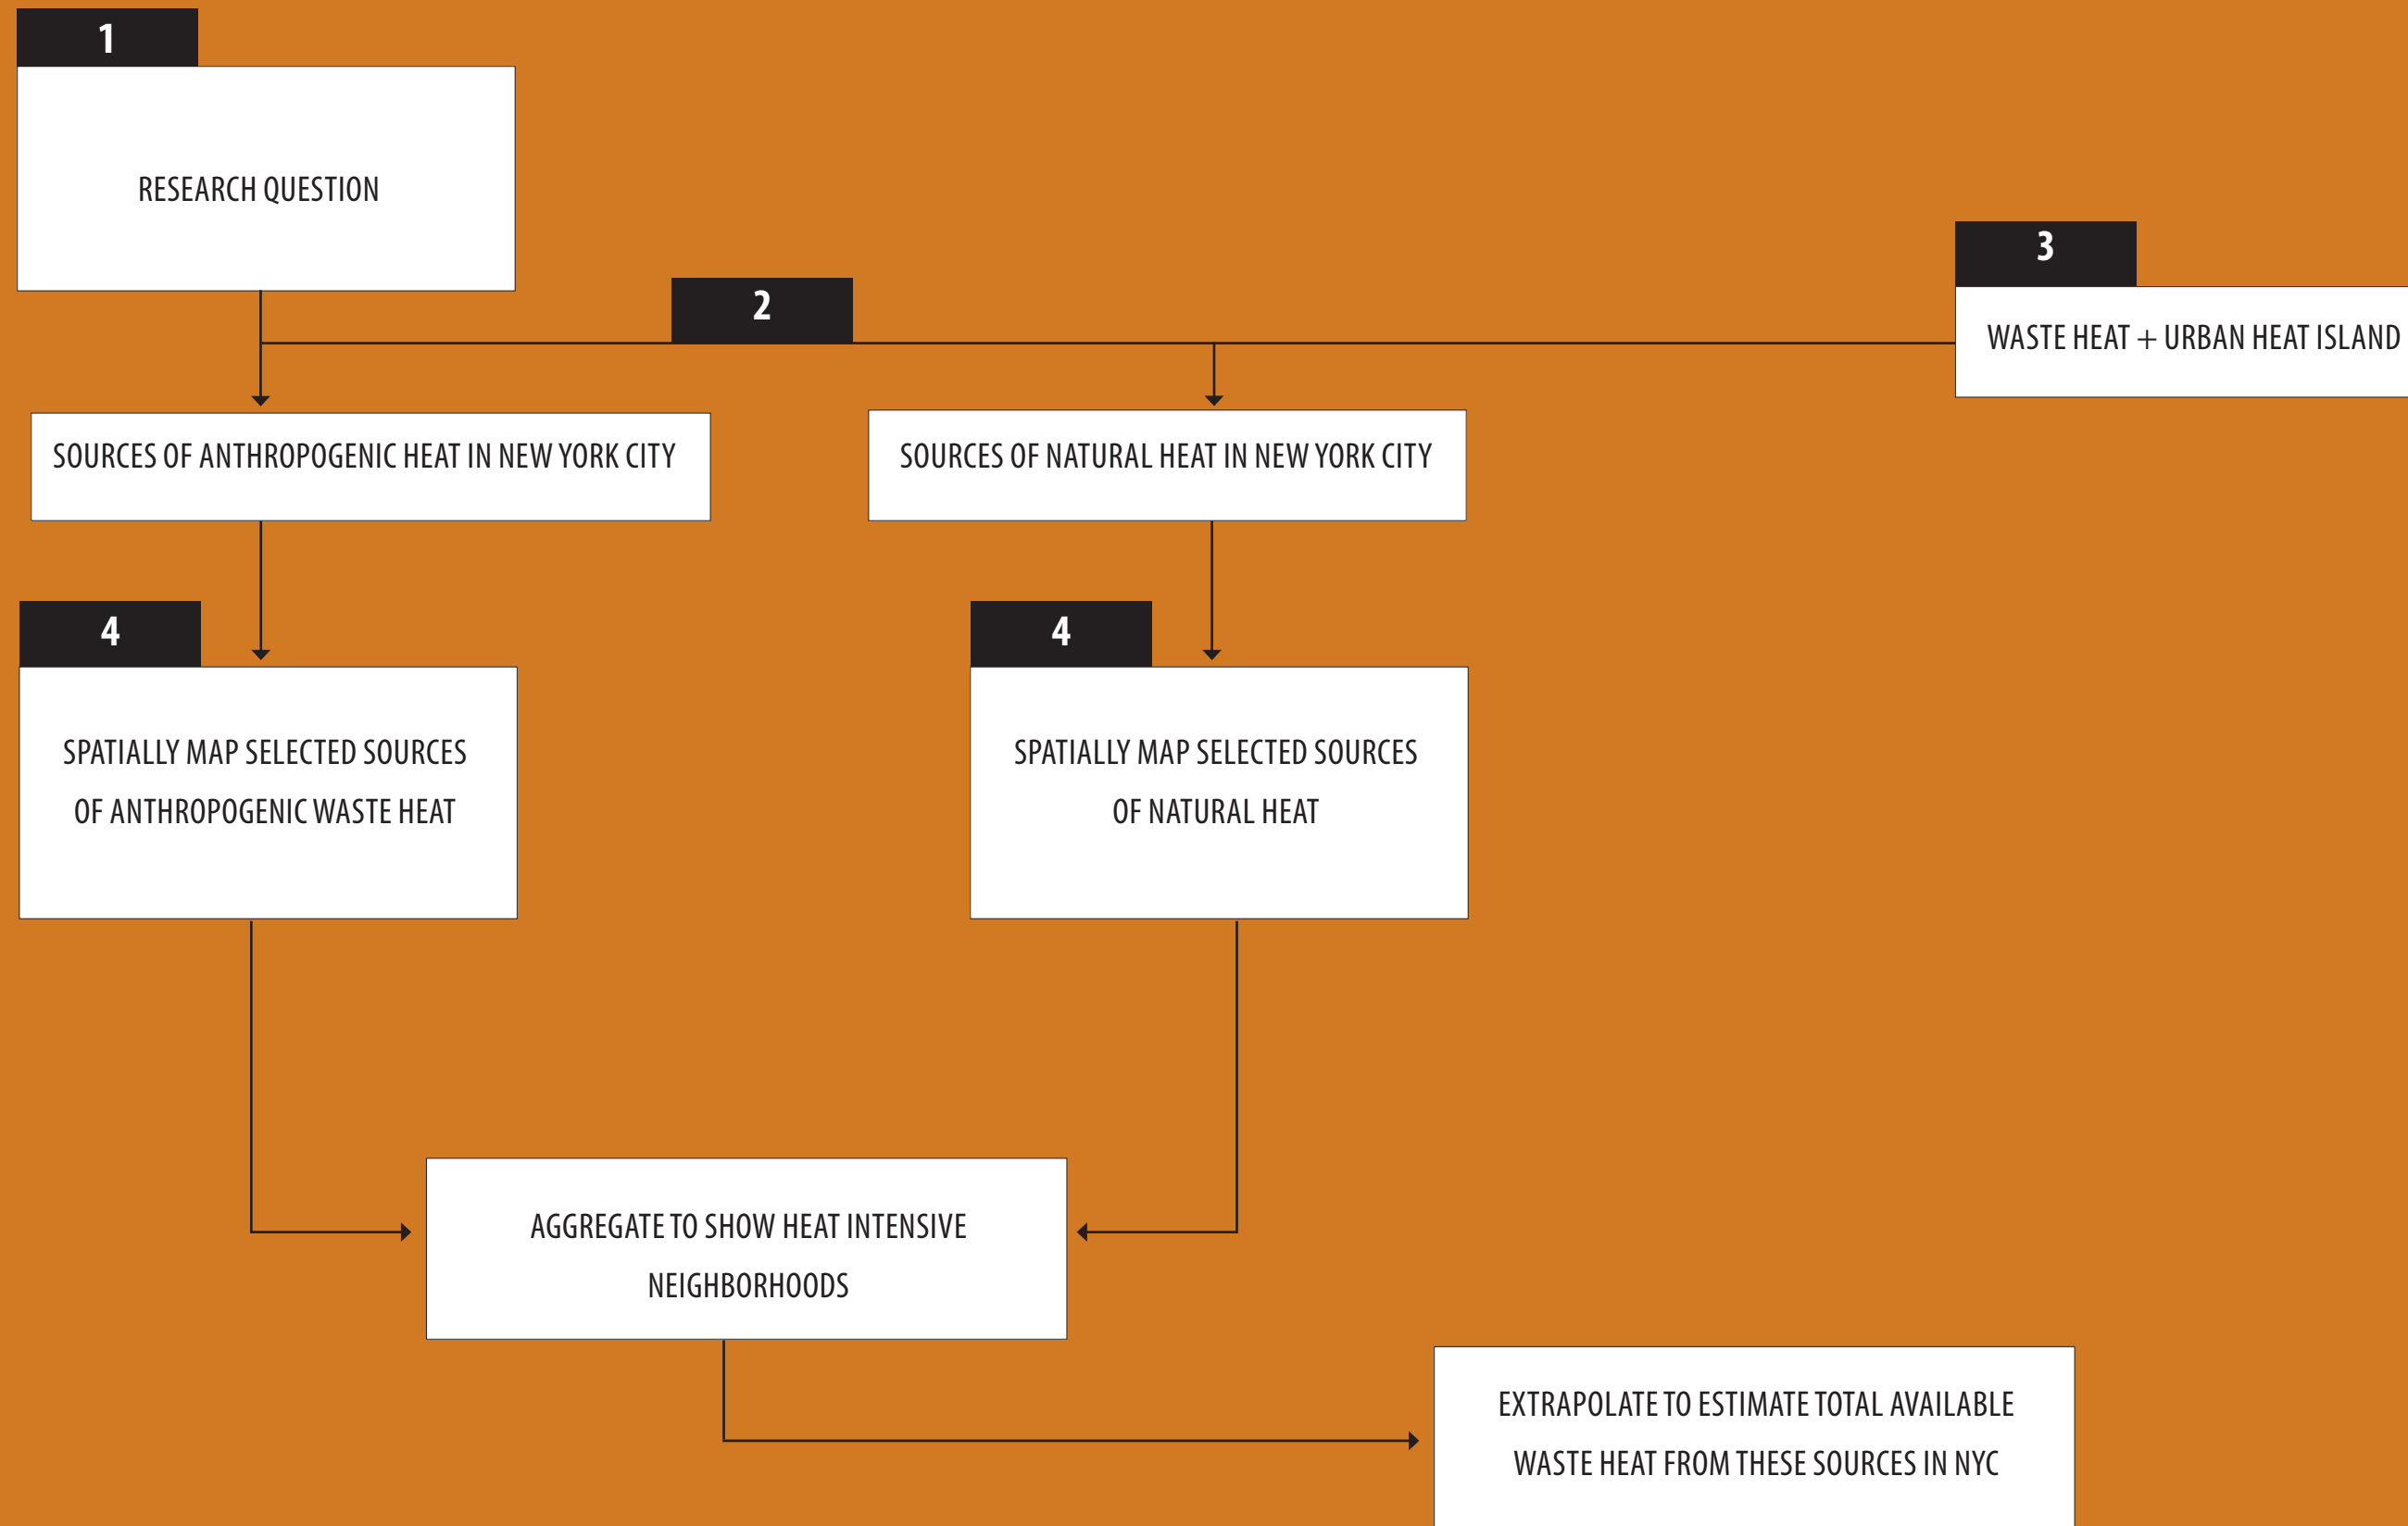 1
RESEARCH QUESTION
2
3
WASTE HEAT + URBAN HEAT ISLAND
SOURCES OF ANTHROPOGENIC HEAT IN NEW YORK CITY
SOURCES OF NATURAL HEAT IN NEW YORK CITY
4
SPATIALLY MAP SELECTED SOURCES
OF ANTHROPOGENIC WASTE HEAT
4
SPATIALLY MAP SELECTED SOURCES
OF NATURAL HEAT
AGGREGATE TO SHOW HEAT INTENSIVE
NEIGHBORHOODS
EXTRAPOLATE TO ESTIMATE TOTAL AVAILABLE
WASTE HEAT FROM THESE SOURCES IN NYC